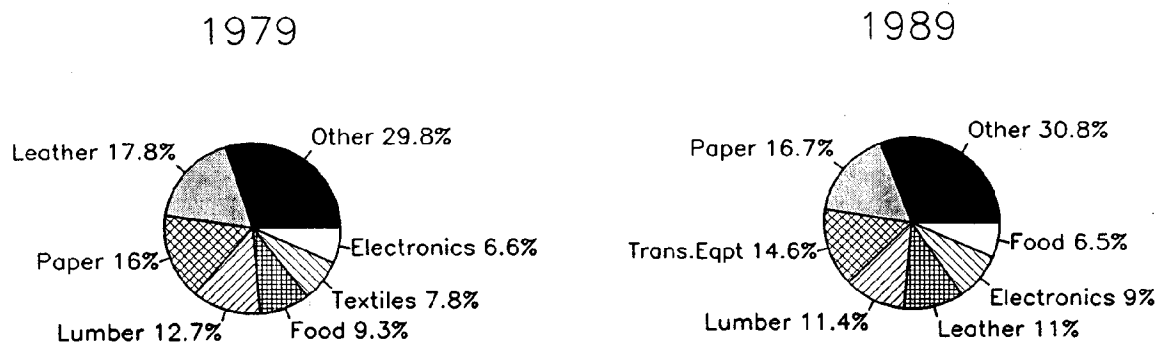 1979
Other 29.8%
Leather 17.8%
Paper 16%
Lumber 12.7%
Food 9.3%
Textiles 7.8%
Electronics 6.6%
1989
Other 30.8%
Paper 16.7%
Trans.Eqpt 14.6%
Lumber 11.4%
Leather 11%
Electronics 9%
Food 6.5%